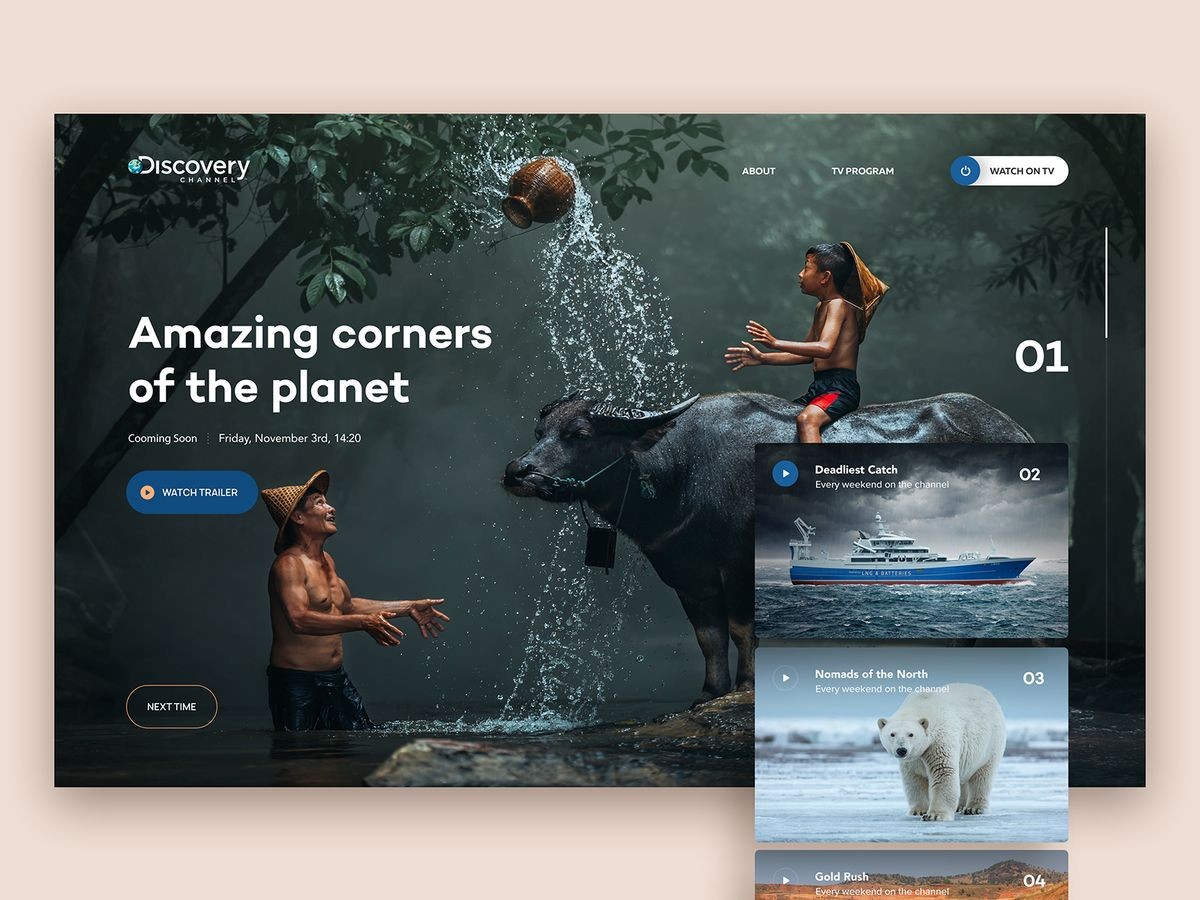 Discovery
CHANNEL
ABOUT
TV PROGRAM
WATCH ON TV
Amazing corners
of the planet
Cooming Soon
Friday, November 3rd, 14:20
WATCH TRAILER
NEXT TIME
01
Deadliest Catch
Every weekend on the channel
02
LNG & BATTERIES
Nomads of the North
Every weekend on the channel
03
Gold Rush
Every weekend on the channel
04